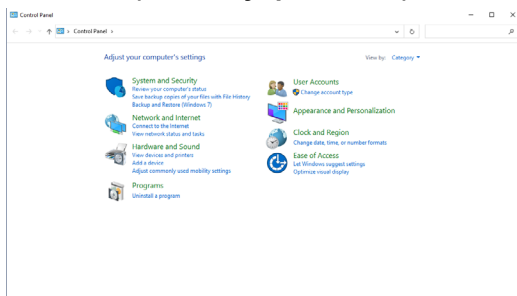 Control Panel
Control Panel
Adjust your computer's settings
View by: Category
System and Security
Review your computer's status
Save backup copies of your files with File History
Backup and Restore (Windows 7)
Network and Internet
Connect to the Internet
View network status and tasks
Hardware and Sound
View devices and printers
Add a device
Adjust commonly used mobility settings
Programs
Uninstall a program
User Accounts
Change account type
Appearance and Personalization
Clock and Region
Change date, time, or number formats
Ease of Access
Let Windows suggest settings
Optimize visual display